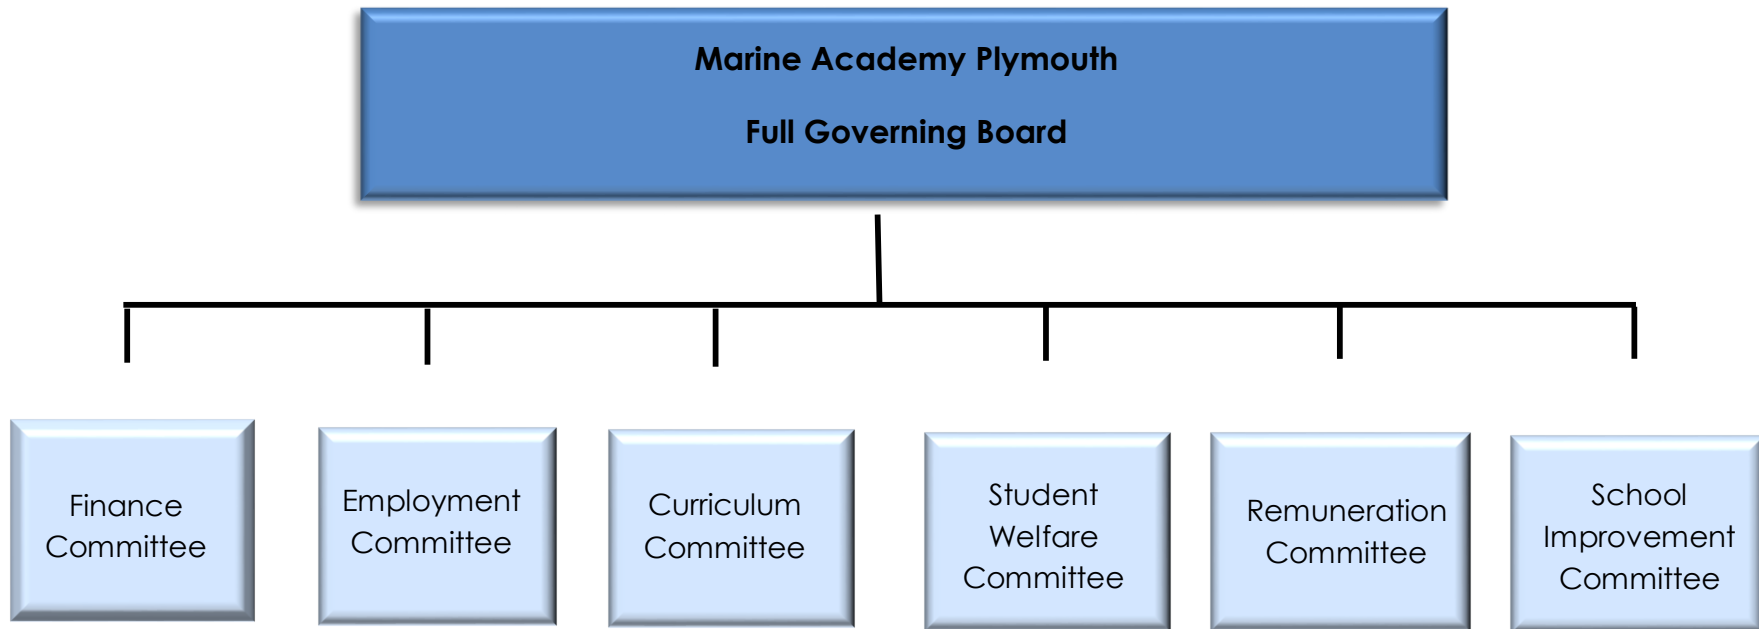 Marine Academy Plymouth
Full Governing Board
Finance
Committee
Employment
Committee
Curriculum
Committee
Student
Welfare
Committee
Remuneration
Committee
School
Improvement
Committee